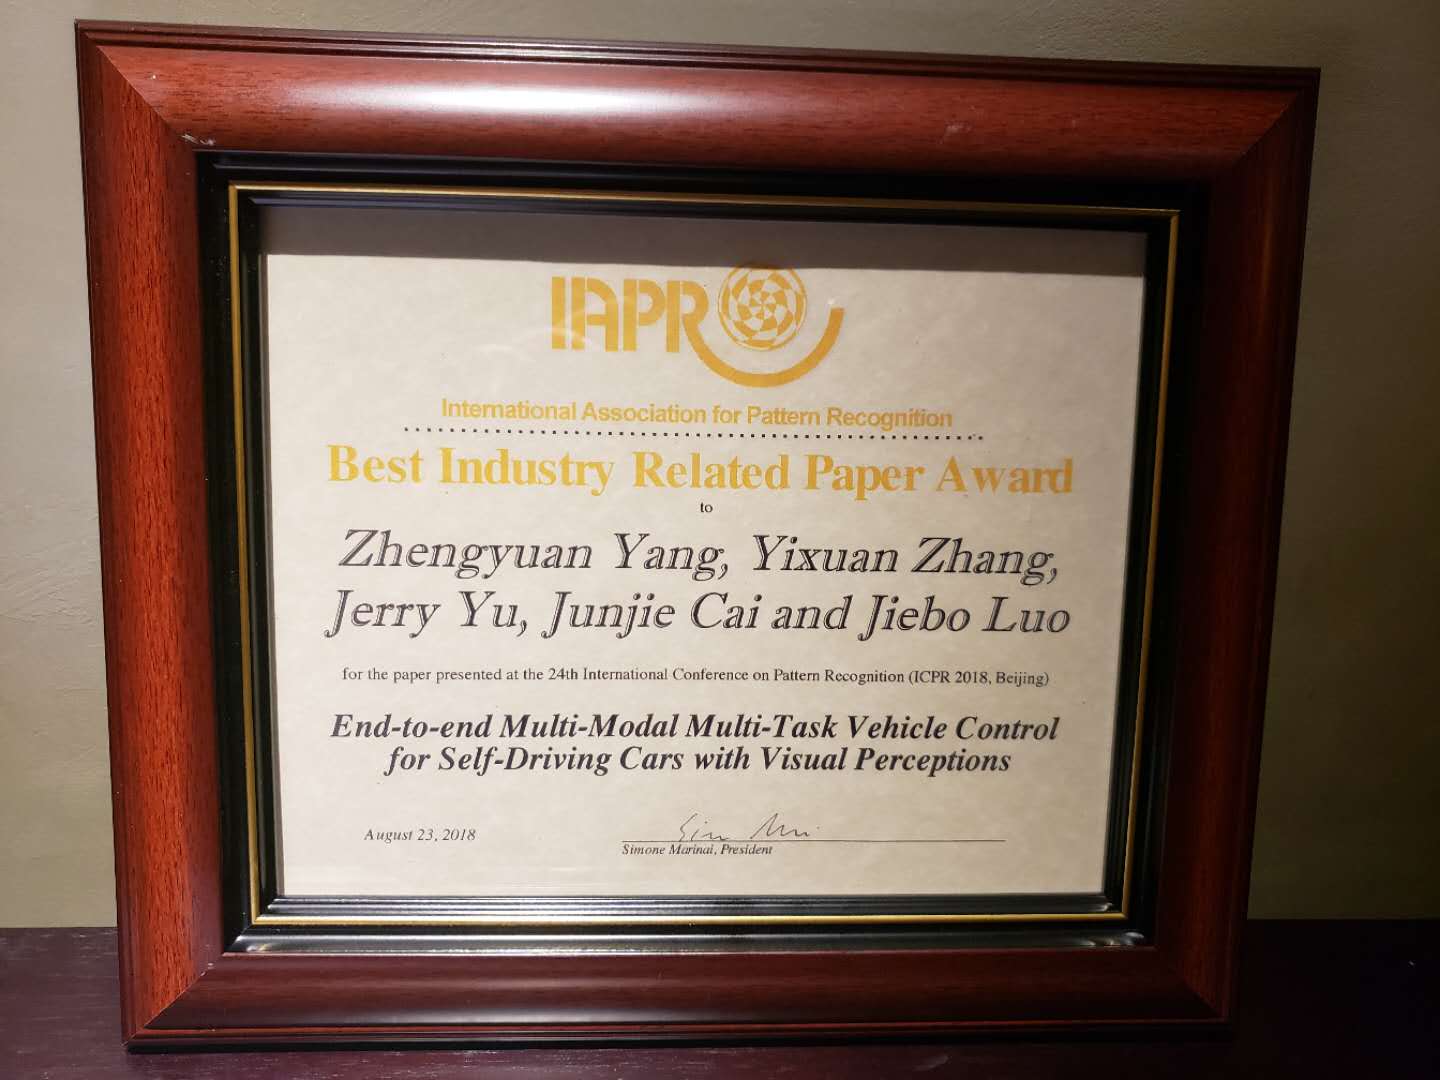 IAPR
International Association for Pattern Recognition
Best Industry Related Paper Award
to
Zhengyuan Yang, Yixuan Zhang,
Jerry Yu, Junjie Cai and Jiebo Luo
for the paper presented at the 24th International Conference on Pattern Recognition (ICPR 2018, Beijing)
End-to-end Multi-Modal Multi-Task Vehicle Control
for Self-Driving Cars with Visual Perceptions
August 23, 2018
Simone Marinai, President